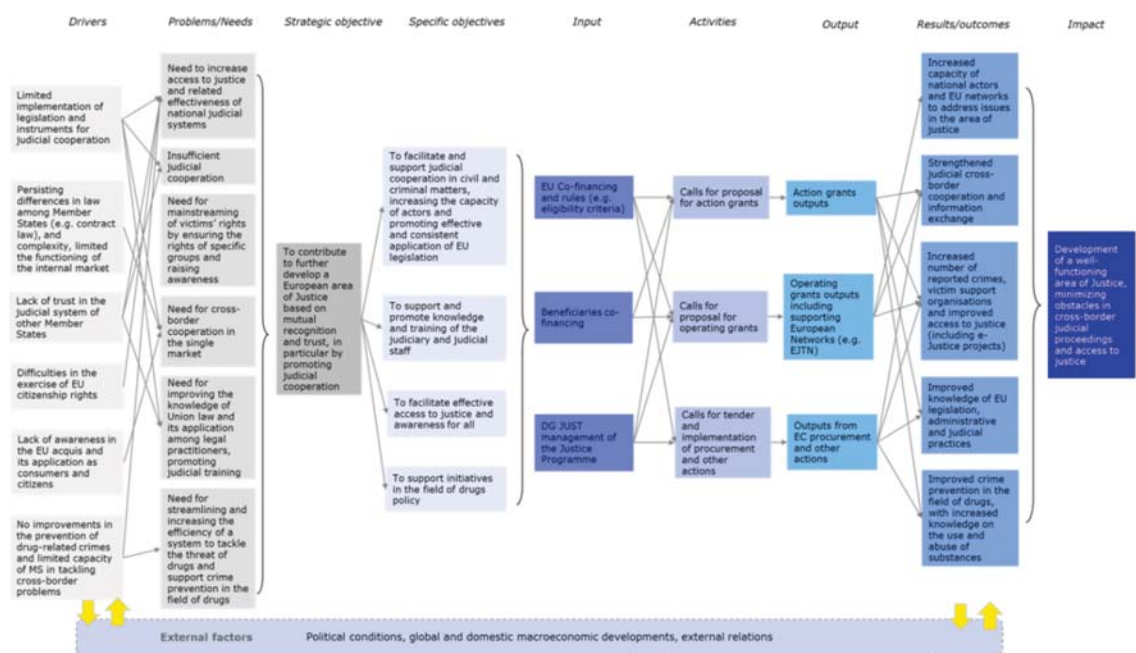 Drivers
Problems/Needs
Strategic objective
Specific objectives
Input
Activities
Output
Results/outcomes
Impact
Limited
implementation of
legislation and
instruments for
judicial cooperation
Persisting
differences in law
among Member
States (e.g. contract
law), and
complexity, limited
the functioning of
the internal market
Lack of trust in the
judicial system of
other Member
States
Difficulties in the
exercise of EU
citizenship rights
Lack of awareness in
the EU acquis and
its application as
consumers and
citizens
No improvements in
the prevention of
drug-related crimes
and limited capacity
of MS in tackling
cross-border
problems
Need to increase
access to justice
and related
effectiveness of
national judicial
systems
Insufficient
judicial
cooperation
Need for
mainstreaming
of victims' rights
by ensuring the
rights of specific
groups and
raising
awareness
Need for cross-
border
cooperation in
the single
market
Need for
improving the
knowledge of
Union law and
its application
among legal
practitioners,
promoting
judicial training
Need for
streamlining and
increasing the
efficiency of a
system to tackle
the threat of
drugs and
support crime
prevention in the
field of drugs
To contribute
to further
develop a
European area
of Justice
based on
mutual
recognition
and trust, in
particular by
promoting
judicial
cooperation
To facilitate and
support judicial
cooperation in civil and
criminal matters,
increasing the capacity
of actors and
promoting effective
and consistent
application of EU
legislation
To support and
promote knowledge
and training of the
judiciary and judicial
staff
To facilitate effective
access to justice and
awareness for all
To support initiatives
in the field of drugs
policy
EU Co-financing
and rules (e.g.
eligibility criteria)
Beneficiaries co-
financing
DG JUST
management of
the Justice
Programme
Calls for proposal
for action grants
Calls for
proposal for
operating grants
Calls for tender
and
implementation of
procurement and
other actions
Action grants
outputs
Operating
grants outputs
including
supporting
European
Networks (e.g.
EJTN)
Outputs from
EC procurement
and other
actions
Increased
capacity of
national actors
and EU networks
to address issues
in the area of
justice
Strengthened
judicial cross-
border
cooperation and
information
exchange
Increased
number of
reported crimes,
victim support
organisations
and improved
access to justice
(including e-
Justice projects)
Improved
knowledge of EU
legislation,
administrative
and judicial
practices
Improved crime
prevention in the
field of drugs,
with increased
knowledge on
the use and
abuse of
substances
Development
of a well-
functioning
area of Justice,
minimizing
obstacles in
cross-border
judicial
proceedings
and access to
justice
External factors
Political conditions, global and domestic macroeconomic developments, external relations